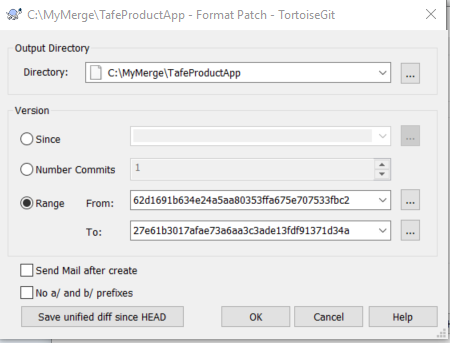 C:\MyMerge\TafeProductApp - Format Patch - TortoiseGit
Output Directory
Directory: C:\MyMerge\TafeProductApp ...
Version
Since ...
Number Commits 1
Range From: 62d1691b634e24a5aa80353ffa675e707533fbc2 ...
To: 27e61b3017afae73a6aa3c3ade13fdf91371d34a ...
Send Mail after create
No a/ and b/ prefixes
Save unified diff since HEAD OK Cancel Help